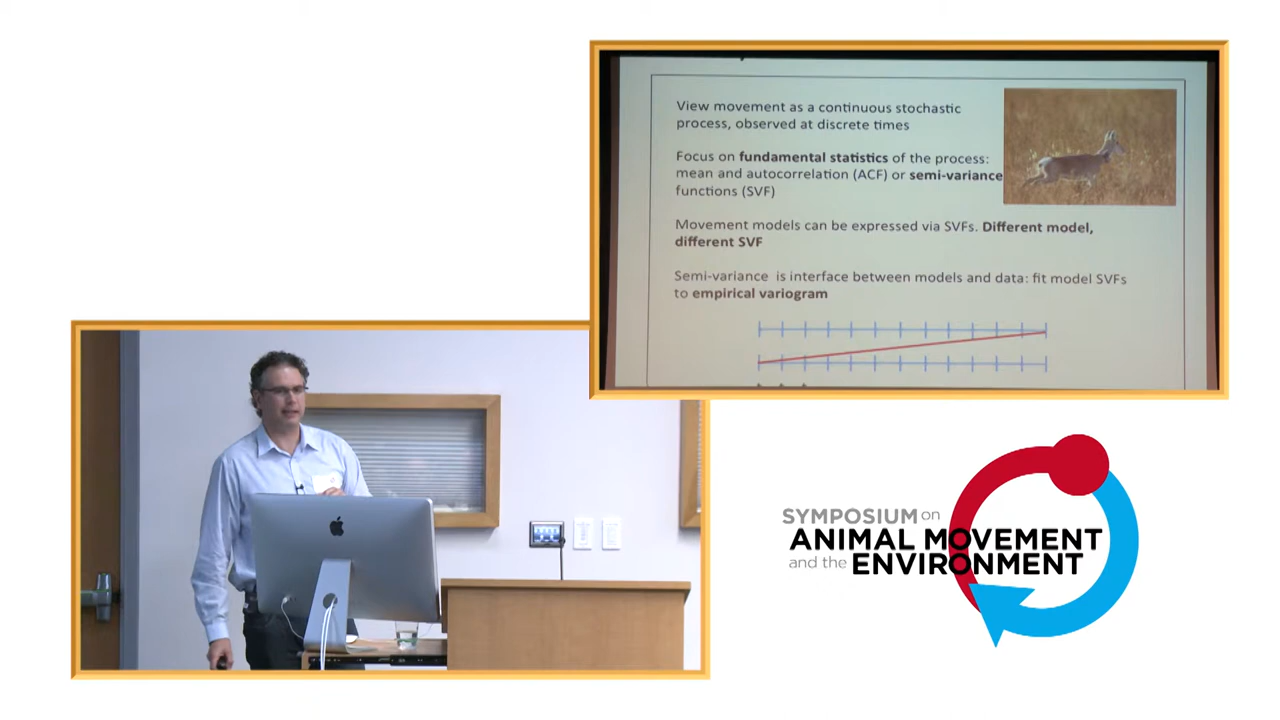 View movement as a continuous stochastic
process, observed at discrete times
Focus on fundamental statistics of the process:
mean and autocorrelation (ACF) or semi-variance
functions (SVF)
Movement models can be expressed via SVFs. Different model,
different SVF
Semi-variance is interface between models and data: fit model SVFs
to empirical variogram
SYMPOSIUM on
ANIMAL MOVEMENT
and the ENVIRONMENT